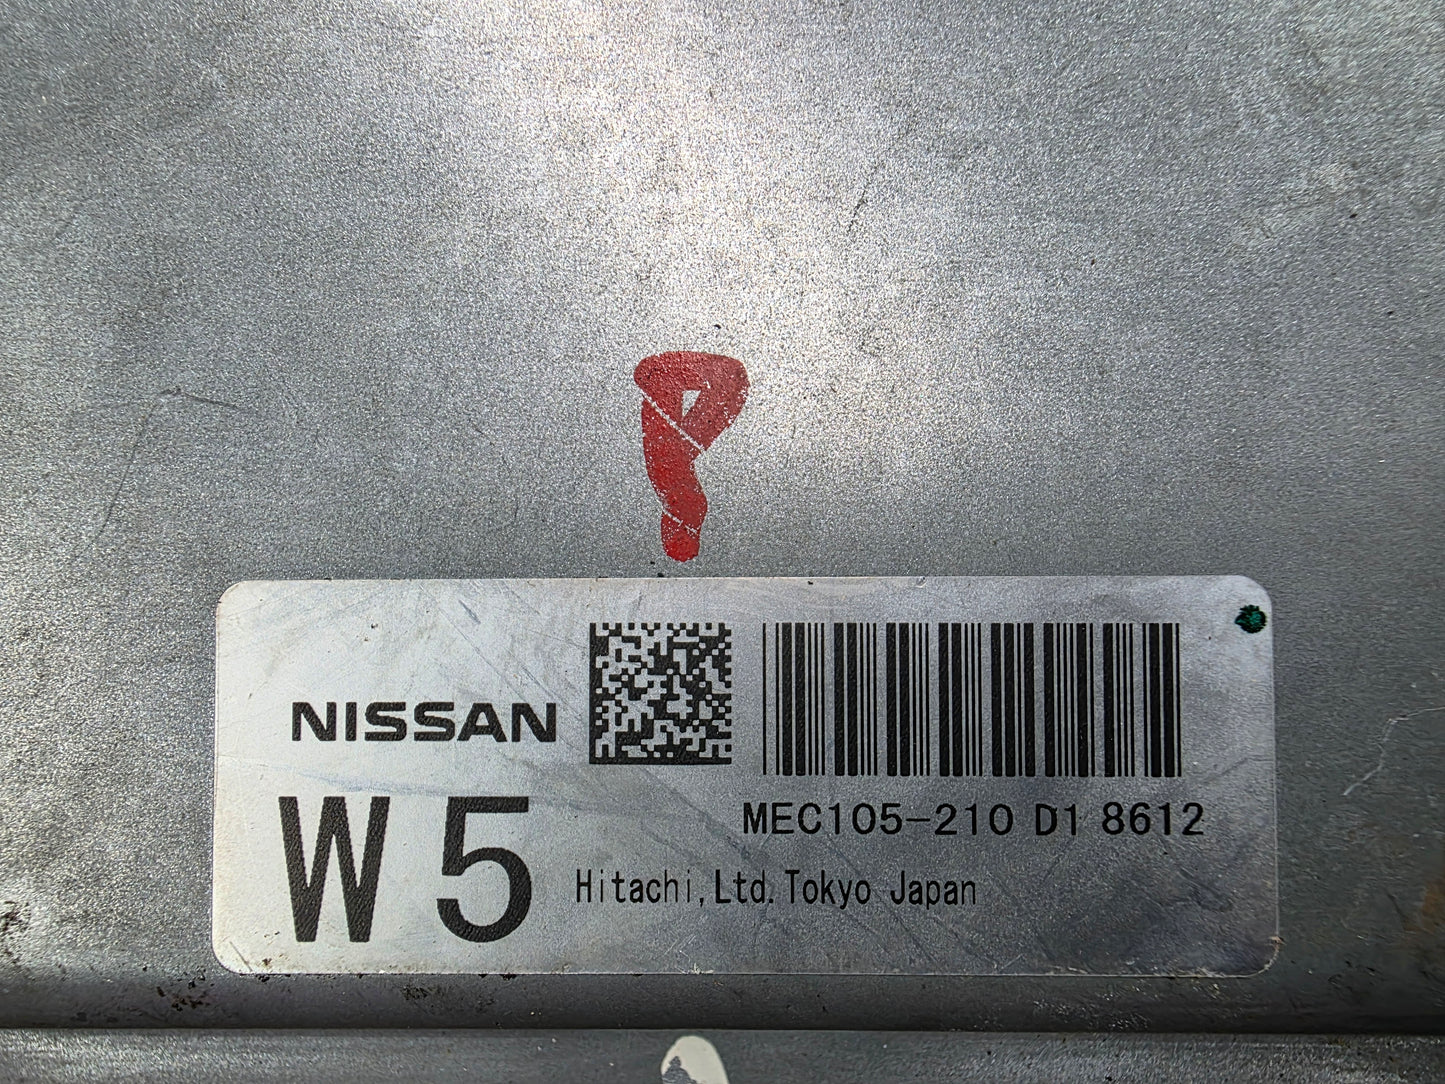 P
NISSAN
W5
MEC105-210 D1 8612
Hitachi,Ltd.Tokyo Japan